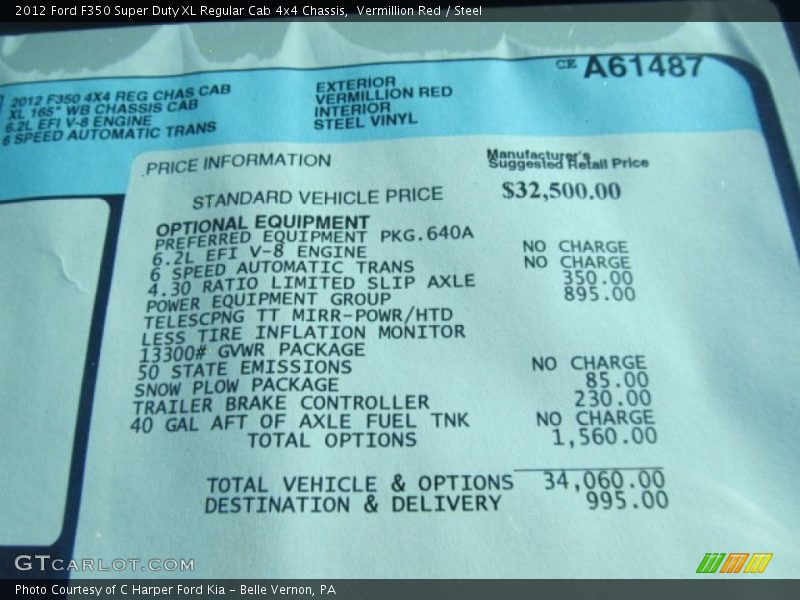 2012 Ford F350 Super Duty XL Regular Cab 4x4 Chassis, Vermillion Red / Steel
CE A61487
2012 F350 4X4 REG CHAS CAB
XL 165" WB CHASSIS CAB
6.2L EFI V-8 ENGINE
6 SPEED AUTOMATIC TRANS
EXTERIOR
VERMILLION RED
INTERIOR
STEEL VINYL
PRICE INFORMATION
Manufacturer's
Suggested Retail Price
STANDARD VEHICLE PRICE $32,500.00
OPTIONAL EQUIPMENT
PREFERRED EQUIPMENT PKG.640A
6.2L EFI V-8 ENGINE NO CHARGE
6 SPEED AUTOMATIC TRANS NO CHARGE
4.30 RATIO LIMITED SLIP AXLE 350.00
POWER EQUIPMENT GROUP 895.00
TELESCPNG TT MIRR-POWR/HTD
LESS TIRE INFLATION MONITOR
13300# GVWR PACKAGE
50 STATE EMISSIONS NO CHARGE
SNOW PLOW PACKAGE 85.00
TRAILER BRAKE CONTROLLER 230.00
40 GAL AFT OF AXLE FUEL TNK NO CHARGE
TOTAL OPTIONS 1,560.00
TOTAL VEHICLE & OPTIONS 34,060.00
DESTINATION & DELIVERY 995.00
GTCARLOT.COM
Photo Courtesy of C Harper Ford Kia - Belle Vernon, PA